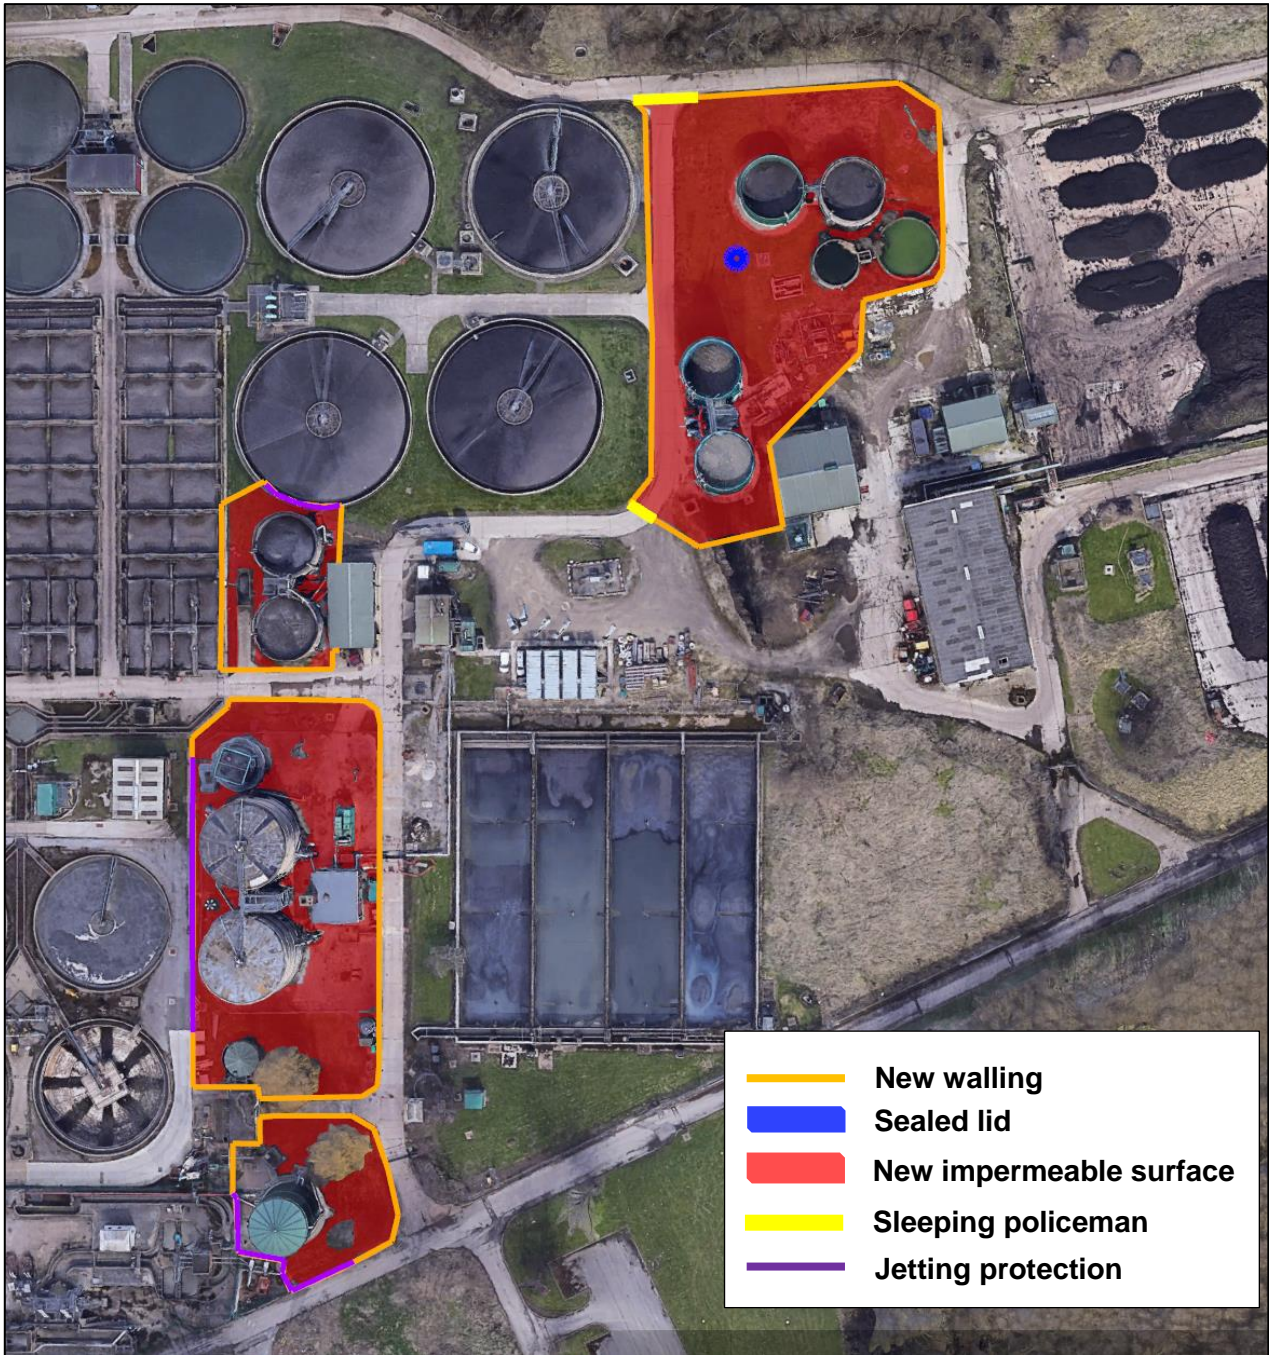 New walling
Sealed lid
New impermeable surface
Sleeping policeman
Jetting protection